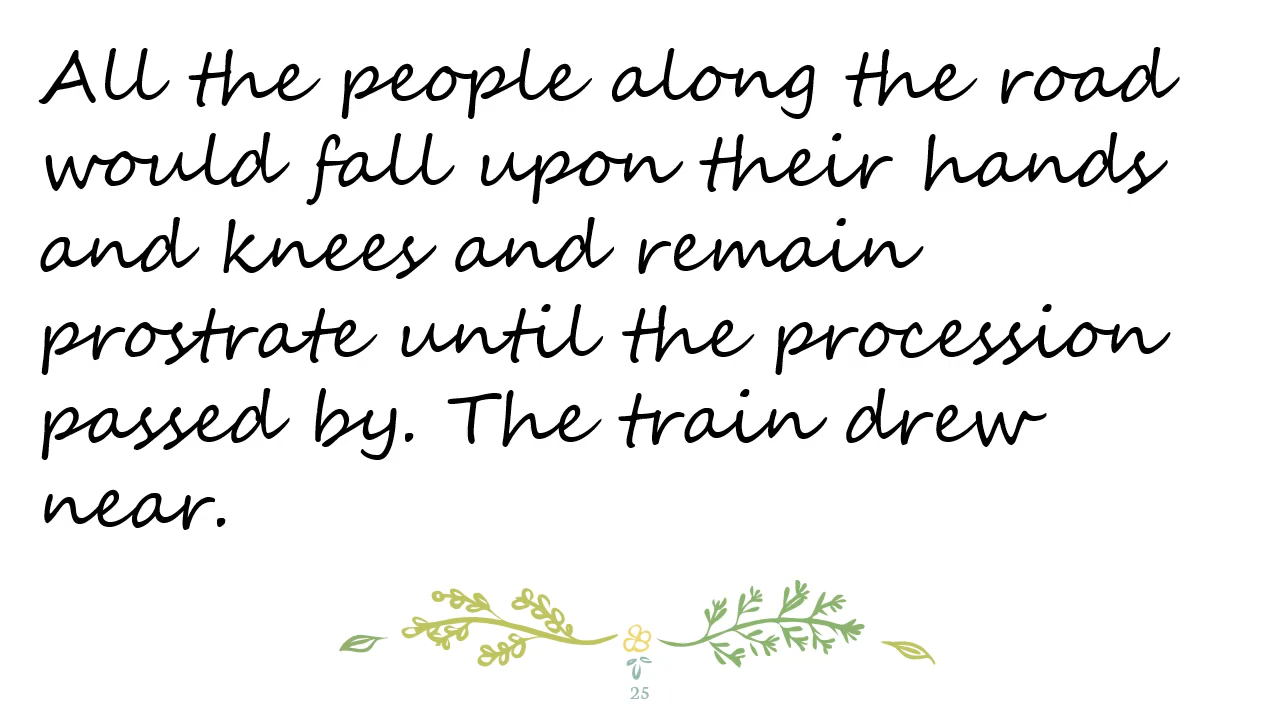 All the people along the road
would fall upon their hands
and knees and remain
prostrate until the procession
passed by. The train drew
near.
25